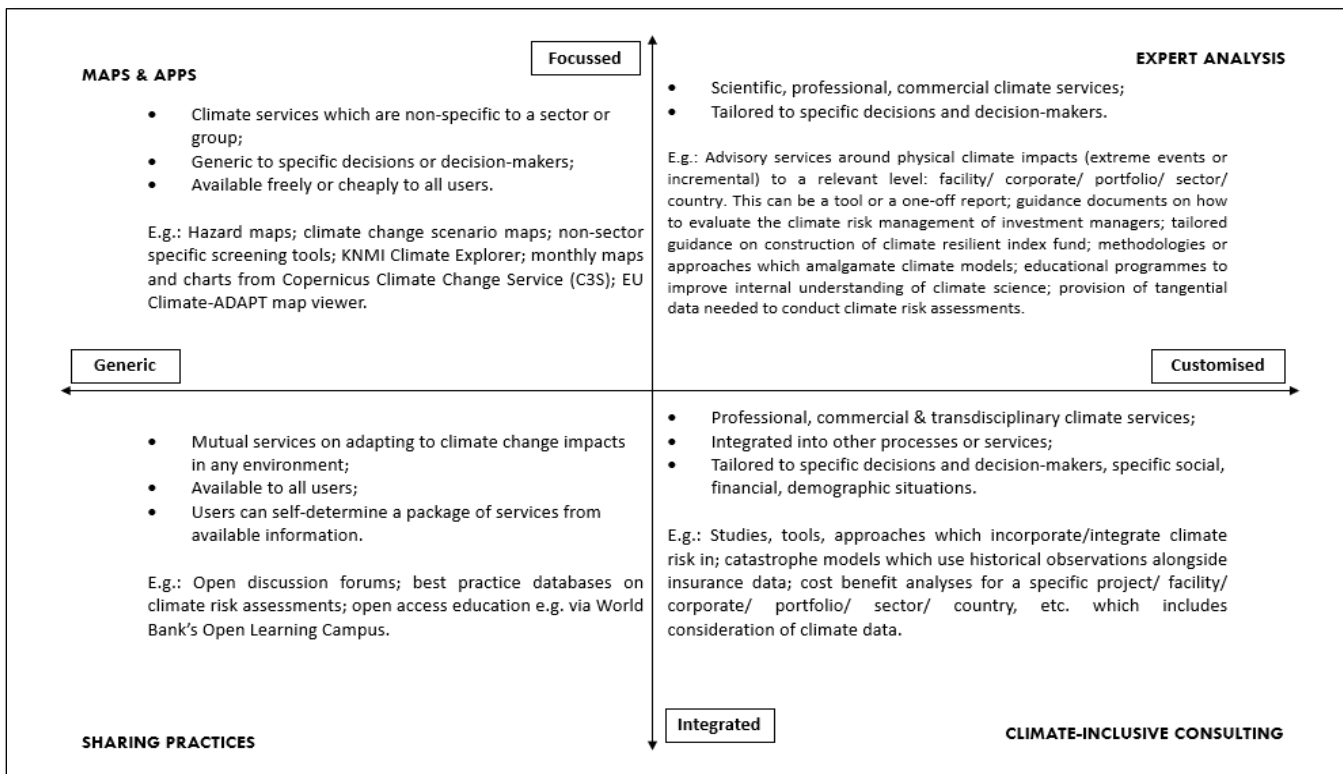 Focussed
MAPS & APPS
• Climate services which are non-specific to a sector or
group;
• Generic to specific decisions or decision-makers;
• Available freely or cheaply to all users.
E.g.: Hazard maps; climate change scenario maps; non-sector
specific screening tools; KNMI Climate Explorer; monthly maps
and charts from Copernicus Climate Change Service (C3S); EU
Climate-ADAPT map viewer.
EXPERT ANALYSIS
• Scientific, professional, commercial climate services;
• Tailored to specific decisions and decision-makers.
E.g.: Advisory services around physical climate impacts (extreme events or
incremental) to a relevant level: facility/ corporate/ portfolio/ sector/
country. This can be a tool or a one-off report; guidance documents on how
to evaluate the climate risk management of investment managers; tailored
guidance on construction of climate resilient index fund; methodologies or
approaches which amalgamate climate models; educational programmes to
improve internal understanding of climate science; provision of tangential
data needed to conduct climate risk assessments.
Generic
Customised
• Mutual services on adapting to climate change impacts
in any environment;
• Available to all users;
• Users can self-determine a package of services from
available information.
E.g.: Open discussion forums; best practice databases on
climate risk assessments; open access education e.g. via World
Bank's Open Learning Campus.
SHARING PRACTICES
• Professional, commercial & transdisciplinary climate services;
• Integrated into other processes or services;
• Tailored to specific decisions and decision-makers, specific social,
financial, demographic situations.
E.g.: Studies, tools, approaches which incorporate/integrate climate
risk in; catastrophe models which use historical observations alongside
insurance data; cost benefit analyses for a specific project/ facility/
corporate/ portfolio/ sector/ country, etc. which includes
consideration of climate data.
Integrated
CLIMATE-INCLUSIVE CONSULTING